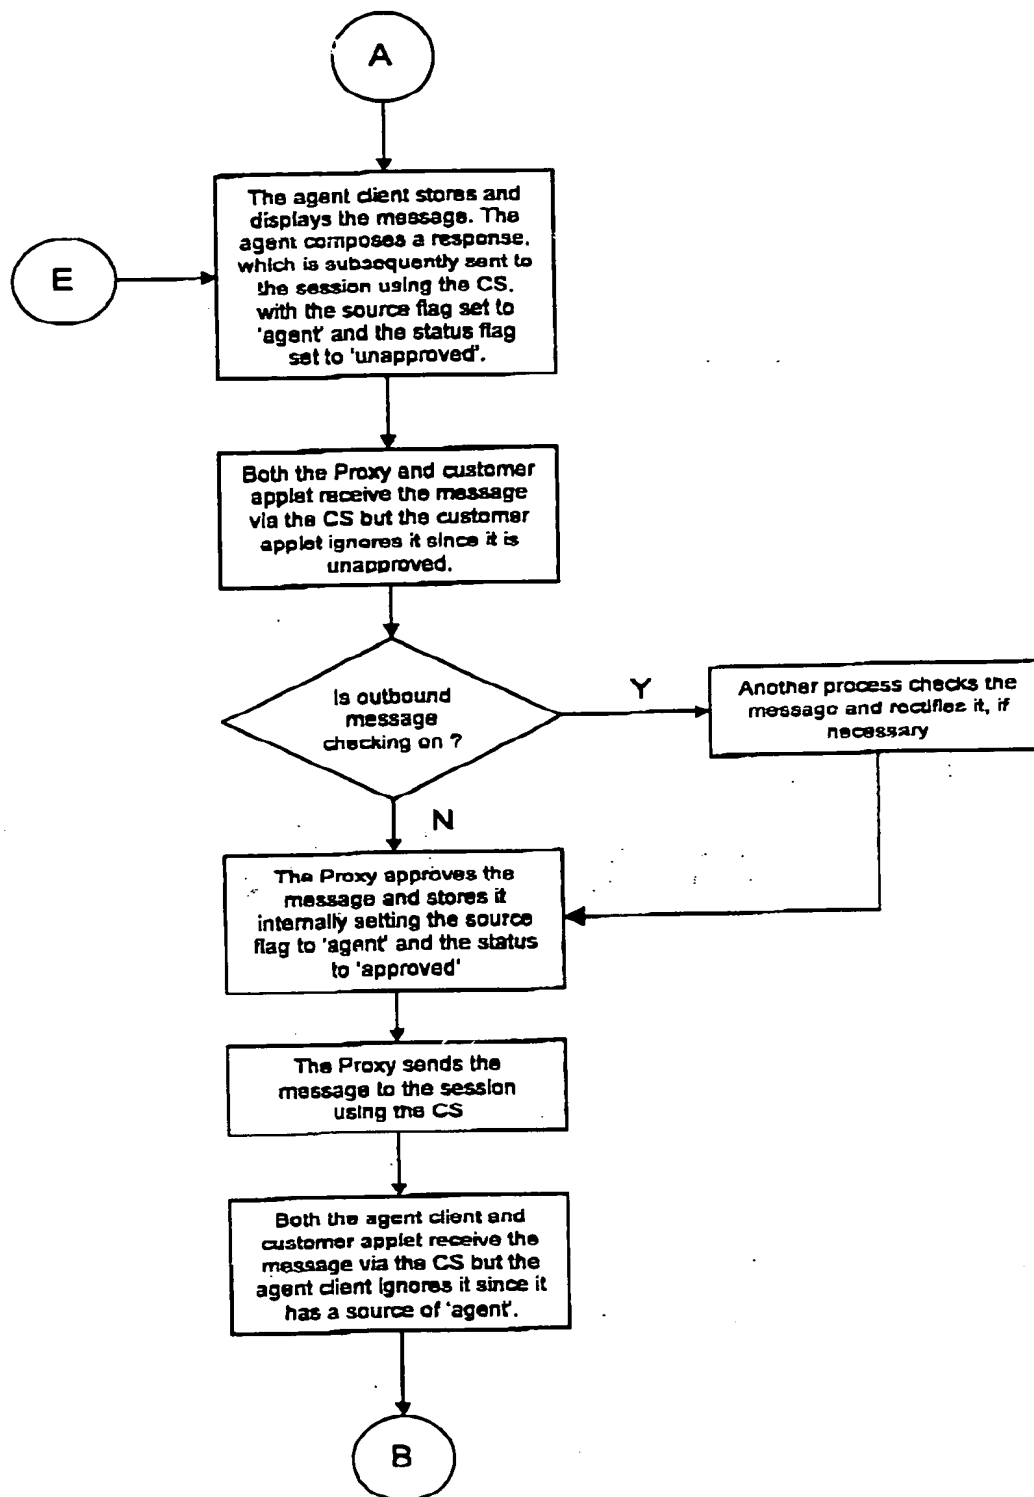 A
The agent client stores and
displays the message. The
agent composes a response,
which is subsequently sent to
the session using the CS,
with the source flag set to
'agent' and the status flag
set to 'unapproved'.
E
Both the Proxy and customer
applet receive the message
via the CS but the customer
applet ignores it since it is
unapproved.
Is outbound
message
checking on ?
Y
Another process checks the
message and rectifies it, if
necessary
N
The Proxy approves the
message and stores it
internally setting the source
flag to 'agent' and the status
to 'approved'
The Proxy sends the
message to the session
using the CS
Both the agent client and
customer applet receive the
message via the CS but the
agent client ignores it since it
has a source of 'agent'.
B